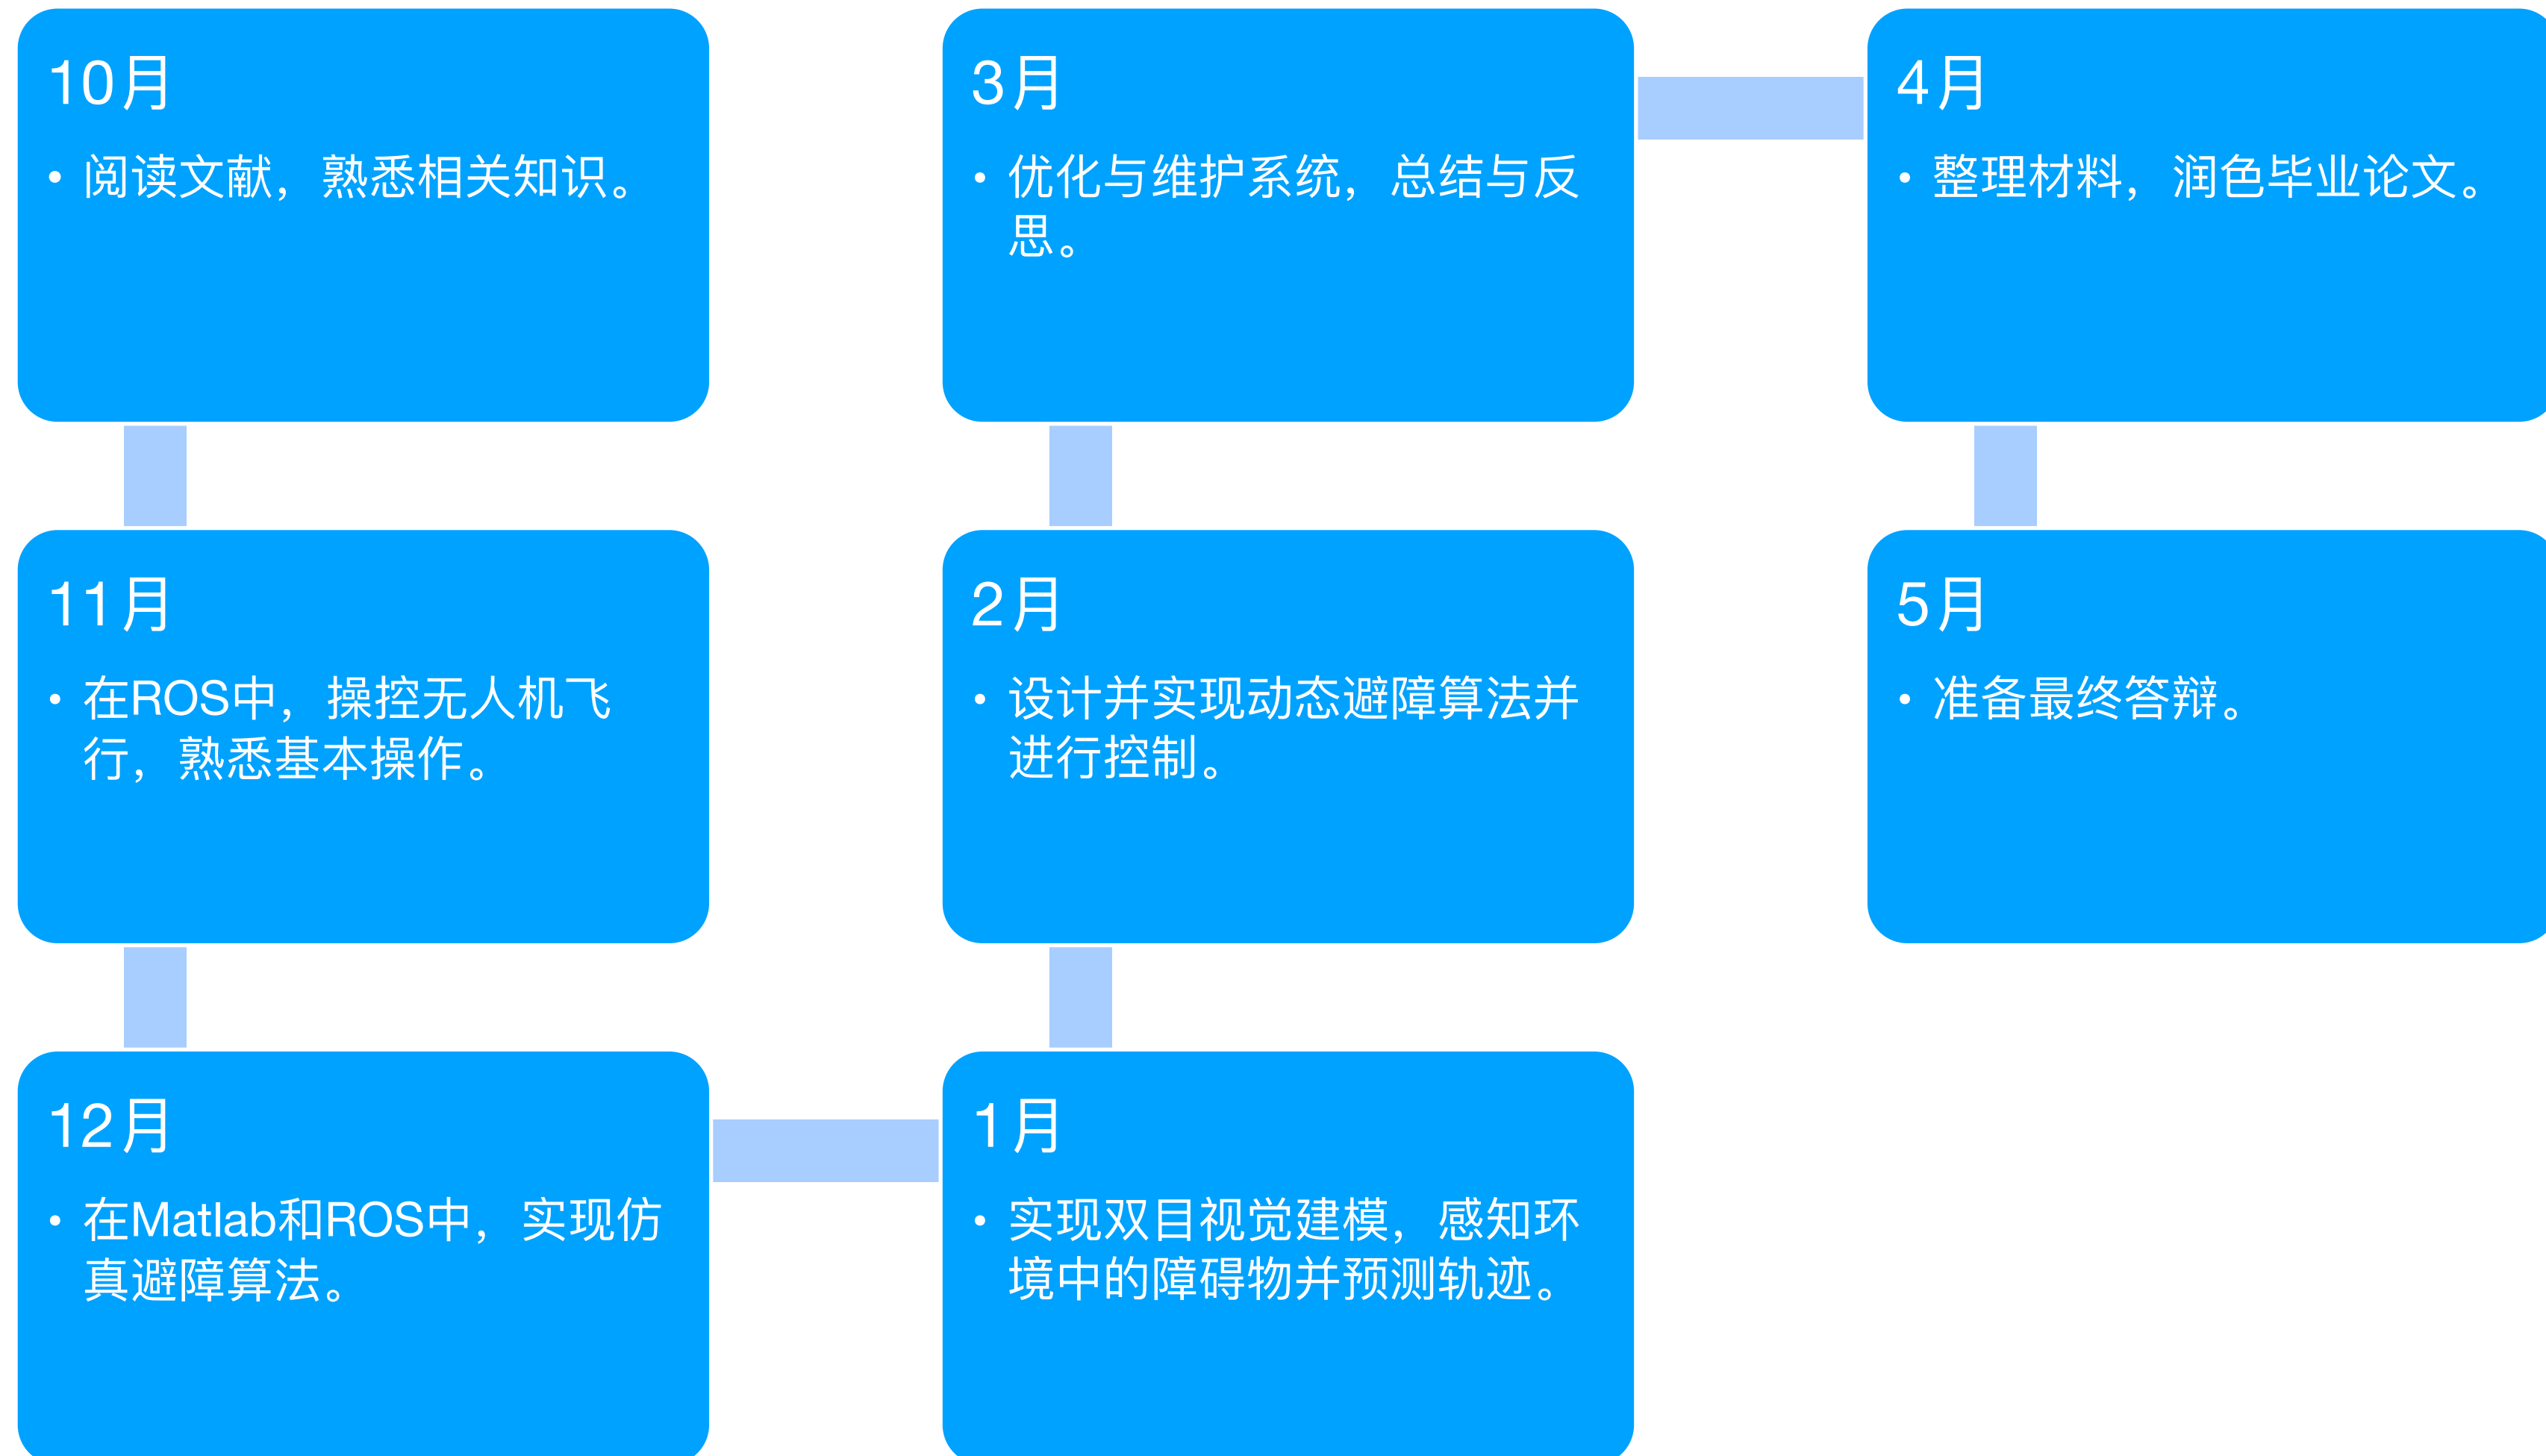 10月
• 阅读文献，熟悉相关知识。
11月
• 在ROS中，操控无人机飞
行，熟悉基本操作。
12月
• 在Matlab和ROS中，实现仿
真避障算法。
1月
• 实现双目视觉建模，感知环
境中的障碍物并预测轨迹。
2月
• 设计并实现动态避障算法并
进行控制。
3月
• 优化与维护系统，总结与反
思。
4月
• 整理材料，润色毕业论文。
5月
• 准备最终答辩。